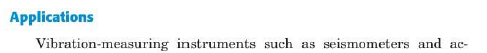 Applications
Vibration-measuring instruments such as seismometers and ac-